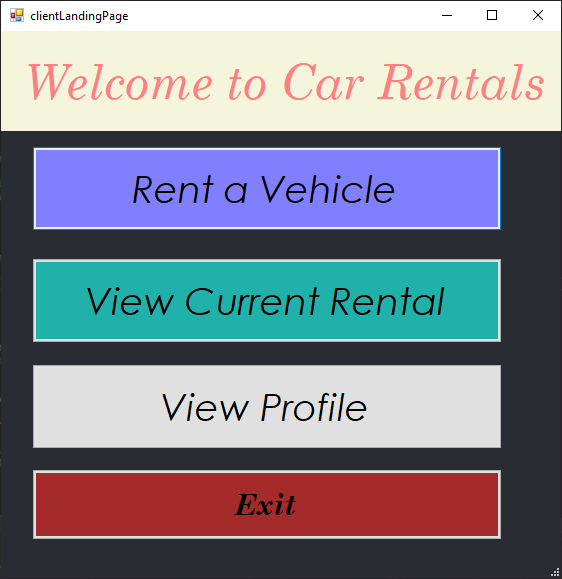 clientLandingPage
Welcome to Car Rentals
Rent a Vehicle
View Current Rental
View Profile
Exit